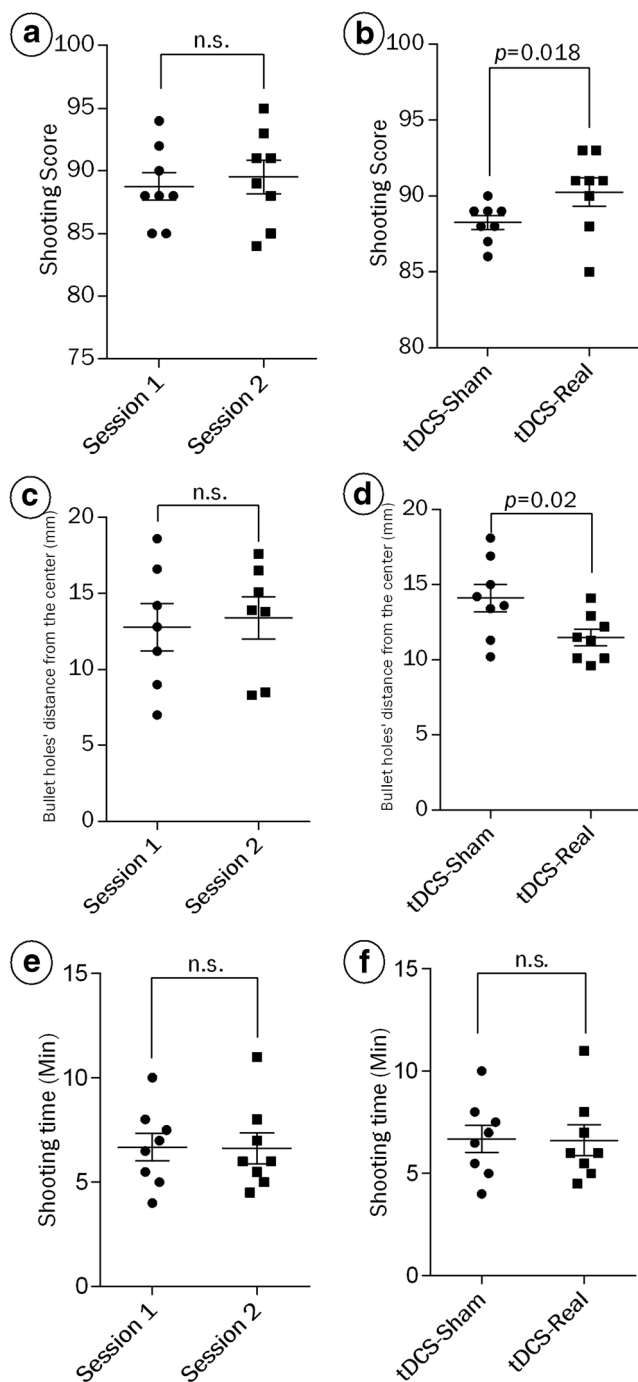 a
100
95
90
85
80
75
Shooting Score
n.s.
Session 1
Session 2
b
100
95
90
85
80
Shooting Score
p=0.018
tDCS-Sham
tDCS-Real
c
20
15
10
5
0
Bullet holes' distance from the center (mm)
n.s.
Session 1
Session 2
d
20
15
10
5
0
Bullet holes' distance from the center (mm)
p=0.02
tDCS-Sham
tDCS-Real
e
15
10
5
0
Shooting time (Min)
n.s.
Session 1
Session 2
f
15
10
5
0
Shooting time (Min)
n.s.
tDCS-Sham
tDCS-Real